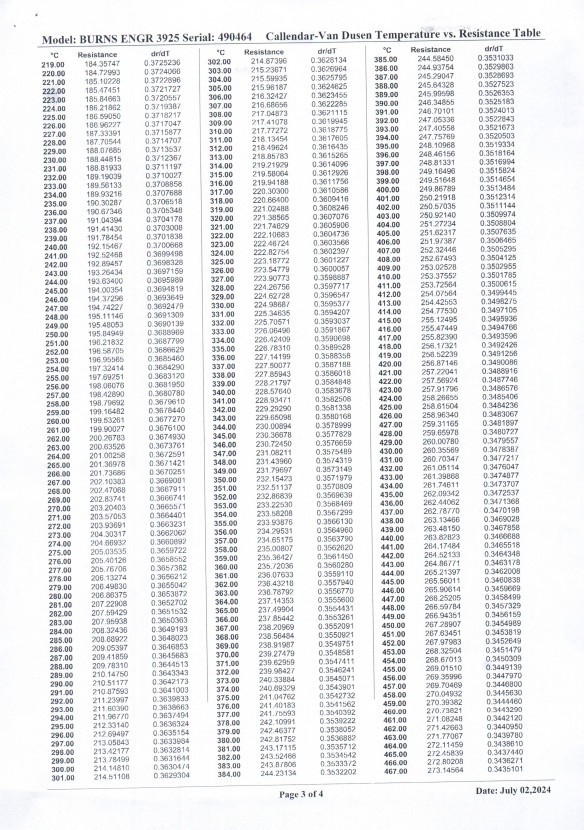 Model: BURNS ENGR 3925 Serial: 490464 Callendar-Van Dusen Temperature vs. Resistance Table
°C Resistance dr/dT
219.00 184.35747 0.3725236
220.00 184.72993 0.3724066
221.00 185.10228 0.3722896
222.00 185.47451 0.3721727
223.00 185.84663 0.3720557
224.00 186.21862 0.3719387
225.00 186.59050 0.3718217
226.00 186.96227 0.3717047
227.00 187.33391 0.3715877
228.00 187.70544 0.3714707
229.00 188.07685 0.3713537
230.00 188.44815 0.3712367
231.00 188.81933 0.3711197
232.00 189.19039 0.3710027
233.00 189.56133 0.3708858
234.00 189.93216 0.3707688
235.00 190.30287 0.3706518
236.00 190.67346 0.3705348
237.00 191.04394 0.3704178
238.00 191.41430 0.3703008
239.00 191.78454 0.3701838
240.00 192.15467 0.3700668
241.00 192.52468 0.3699498
242.00 192.89457 0.3698328
243.00 193.26434 0.3697159
244.00 193.63400 0.3695989
245.00 194.00354 0.3694819
246.00 194.37296 0.3693649
247.00 194.74227 0.3692479
248.00 195.11146 0.3691309
249.00 195.48053 0.3690139
250.00 195.84949 0.3688969
251.00 196.21832 0.3687799
252.00 196.58705 0.3686629
253.00 196.95565 0.3685460
254.00 197.32414 0.3684290
255.00 197.69251 0.3683120
256.00 198.06076 0.3681950
257.00 198.42890 0.3680780
258.00 198.79692 0.3679610
259.00 199.16482 0.3678440
260.00 199.53261 0.3677270
261.00 199.90027 0.3676100
262.00 200.26783 0.3674930
263.00 200.63526 0.3673761
264.00 201.00258 0.3672591
265.00 201.36978 0.3671421
266.00 201.73686 0.3670251
267.00 202.10383 0.3669081
268.00 202.47068 0.3667911
269.00 202.83741 0.3666741
270.00 203.20403 0.3665571
271.00 203.57053 0.3664401
272.00 203.93691 0.3663231
273.00 204.30317 0.3662062
274.00 204.66932 0.3660892
275.00 205.03535 0.3659722
276.00 205.40126 0.3658552
277.00 205.76706 0.3657382
278.00 206.13274 0.3656212
279.00 206.49830 0.3655042
280.00 206.86375 0.3653872
281.00 207.22908 0.3652702
282.00 207.59429 0.3651532
283.00 207.95938 0.3650363
284.00 208.32436 0.3649193
285.00 208.68922 0.3648023
286.00 209.05397 0.3646853
287.00 209.41859 0.3645683
288.00 209.78310 0.3644513
289.00 210.14750 0.3643343
290.00 210.51177 0.3642173
291.00 210.87593 0.3641003
292.00 211.23997 0.3639833
293.00 211.60390 0.3638663
294.00 211.96770 0.3637494
295.00 212.33140 0.3636324
296.00 212.69497 0.3635154
297.00 213.05843 0.3633984
298.00 213.42177 0.3632814
299.00 213.78499 0.3631644
300.00 214.14810 0.3630474
301.00 214.51108 0.3629304
°C Resistance dr/dT
302.00 214.87396 0.3628134
303.00 215.23671 0.3626964
304.00 215.59935 0.3625795
305.00 215.96187 0.3624625
306.00 216.32427 0.3623455
307.00 216.68656 0.3622285
308.00 217.04873 0.3621115
309.00 217.41078 0.3619945
310.00 217.77272 0.3618775
311.00 218.13454 0.3617605
312.00 218.49624 0.3616435
313.00 218.85783 0.3615265
314.00 219.21929 0.3614096
315.00 219.58064 0.3612926
316.00 219.94188 0.3611756
317.00 220.30300 0.3610586
318.00 220.66400 0.3609416
319.00 221.02488 0.3608246
320.00 221.38565 0.3607076
321.00 221.74629 0.3605906
322.00 222.10683 0.3604736
323.00 222.46724 0.3603566
324.00 222.82754 0.3602397
325.00 223.18772 0.3601227
326.00 223.54779 0.3600057
327.00 223.90773 0.3598887
328.00 224.26756 0.3597717
329.00 224.62728 0.3596547
330.00 224.98687 0.3595377
331.00 225.34635 0.3594207
332.00 225.70571 0.3593037
333.00 226.06496 0.3591867
334.00 226.42409 0.3590698
335.00 226.78310 0.3589528
336.00 227.14199 0.3588358
337.00 227.50077 0.3587188
338.00 227.85943 0.3586018
339.00 228.21797 0.3584848
340.00 228.57640 0.3583678
341.00 228.93471 0.3582508
342.00 229.29290 0.3581338
343.00 229.65098 0.3580168
344.00 230.00894 0.3578999
345.00 230.36678 0.3577829
346.00 230.72450 0.3576659
347.00 231.08211 0.3575489
348.00 231.43960 0.3574319
349.00 231.79697 0.3573149
350.00 232.15423 0.3571979
351.00 232.51137 0.3570809
352.00 232.86839 0.3569639
353.00 233.22530 0.3568469
354.00 233.58208 0.3567299
355.00 233.93876 0.3566130
356.00 234.29531 0.3564960
357.00 234.65175 0.3563790
358.00 235.00807 0.3562620
359.00 235.36427 0.3561450
360.00 235.72036 0.3560280
361.00 236.07633 0.3559110
362.00 236.43218 0.3557940
363.00 236.78792 0.3556770
364.00 237.14353 0.3555600
365.00 237.49904 0.3554431
366.00 237.85442 0.3553261
367.00 238.20969 0.3552091
368.00 238.56484 0.3550921
369.00 238.91987 0.3549751
370.00 239.27479 0.3548581
371.00 239.62959 0.3547411
372.00 239.98427 0.3546241
373.00 240.33884 0.3545071
374.00 240.69329 0.3543901
375.00 241.04762 0.3542732
376.00 241.40183 0.3541562
377.00 241.75593 0.3540392
378.00 242.10991 0.3539222
379.00 242.46377 0.3538052
380.00 242.81752 0.3536882
381.00 243.17115 0.3535712
382.00 243.52466 0.3534542
383.00 243.87806 0.3533372
384.00 244.23134 0.3532202
°C Resistance dr/dT
385.00 244.58450 0.3531033
386.00 244.93754 0.3529863
387.00 245.29047 0.3528693
388.00 245.64328 0.3527523
389.00 245.99598 0.3526353
390.00 246.34855 0.3525183
391.00 246.70101 0.3524013
392.00 247.05336 0.3522843
393.00 247.40558 0.3521673
394.00 247.75769 0.3520503
395.00 248.10968 0.3519334
396.00 248.46156 0.3518164
397.00 248.81331 0.3516994
398.00 249.16496 0.3515824
399.00 249.51648 0.3514654
400.00 249.86789 0.3513484
401.00 250.21918 0.3512314
402.00 250.57035 0.3511144
403.00 250.92140 0.3509974
404.00 251.27234 0.3508804
405.00 251.62317 0.3507635
406.00 251.97387 0.3506465
407.00 252.32446 0.3505295
408.00 252.67493 0.3504125
409.00 253.02528 0.3502955
410.00 253.37552 0.3501785
411.00 253.72564 0.3500615
412.00 254.07564 0.3499445
413.00 254.42553 0.3498275
414.00 254.77530 0.3497105
415.00 255.12495 0.3495936
416.00 255.47449 0.3494766
417.00 255.82390 0.3493596
418.00 256.17321 0.3492426
419.00 256.52239 0.3491256
420.00 256.87146 0.3490086
421.00 257.22041 0.3488916
422.00 257.56924 0.3487746
423.00 257.91796 0.3486576
424.00 258.26655 0.3485406
425.00 258.61504 0.3484236
426.00 258.96340 0.3483067
427.00 259.31165 0.3481897
428.00 259.65978 0.3480727
429.00 260.00780 0.3479557
430.00 260.35569 0.3478387
431.00 260.70347 0.3477217
432.00 261.05114 0.3476047
433.00 261.39868 0.3474877
434.00 261.74611 0.3473707
435.00 262.09342 0.3472537
436.00 262.44062 0.3471368
437.00 262.78770 0.3470198
438.00 263.13466 0.3469028
439.00 263.48150 0.3467858
440.00 263.82823 0.3466688
441.00 264.17484 0.3465518
442.00 264.52133 0.3464348
443.00 264.86771 0.3463178
444.00 265.21397 0.3462008
445.00 265.56011 0.3460838
446.00 265.90614 0.3459669
447.00 266.25205 0.3458499
448.00 266.59784 0.3457329
449.00 266.94351 0.3456159
450.00 267.28907 0.3454989
451.00 267.63451 0.3453819
452.00 267.97983 0.3452649
453.00 268.32504 0.3451479
454.00 268.67013 0.3450309
455.00 269.01510 0.3449139
456.00 269.35996 0.3447970
457.00 269.70469 0.3446800
458.00 270.04932 0.3445630
459.00 270.39382 0.3444460
460.00 270.73821 0.3443290
461.00 271.08248 0.3442120
462.00 271.42663 0.3440950
463.00 271.77067 0.3439780
464.00 272.11459 0.3438610
465.00 272.45839 0.3437440
466.00 272.80208 0.3436271
467.00 273.14564 0.3435101
Page 3 of 4
Date: July 02,2024